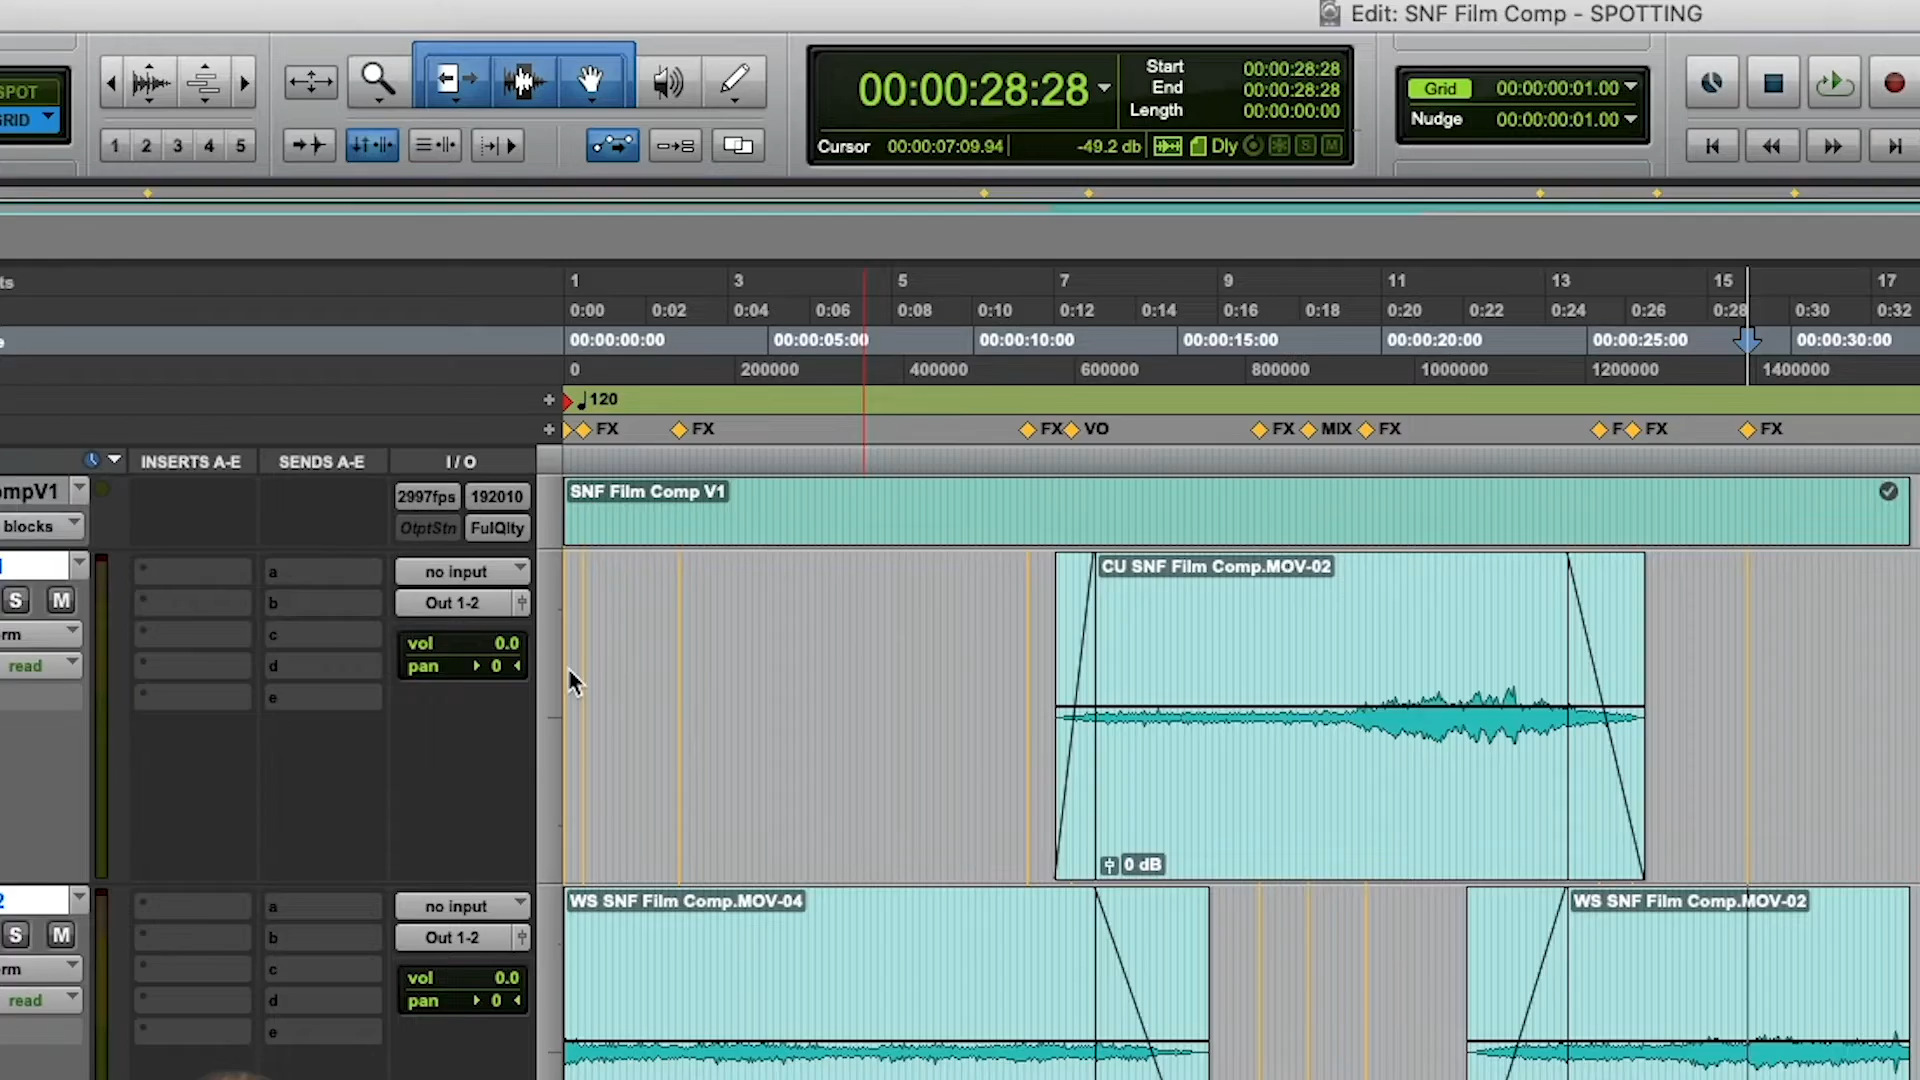 Edit: SNF Film Comp - SPOTTING
SPOT
GRID
1 2 3 4 5
00:00:28:28
Start 00:00:28:28
End 00:00:28:28
Length 00:00:00:00
Cursor 00:00:07:09.94 -49.2 db Dly S M
Grid 00:00:00:01.00
Nudge 00:00:00:01.00
ts
1 3 5 7 9 11 13 15 17
0:00 0:02 0:04 0:06 0:08 0:10 0:12 0:14 0:16 0:18 0:20 0:22 0:24 0:26 0:28 0:30 0:32
e 00:00:00:00 00:00:05:00 00:00:10:00 00:00:15:00 00:00:20:00 00:00:25:00 00:00:30:00
0 200000 400000 600000 800000 1000000 1200000 1400000
120
FX FX FX VO FX MIX FX F FX FX
INSERTS A-E SENDS A-E I / O
ompV1
2997fps 192010
SNF Film Comp V1
blocks
OtptStn FulQlty
CU SNF Film Comp.MOV-02
a no input
S M
b Out 1-2
rm
c
vol 0.0
read
d
pan 0
e
0 dB
2
WS SNF Film Comp.MOV-04
WS SNF Film Comp.MOV-02
a no input
S M
b Out 1-2
rm
c
vol 0.0
read
d
pan 0
e